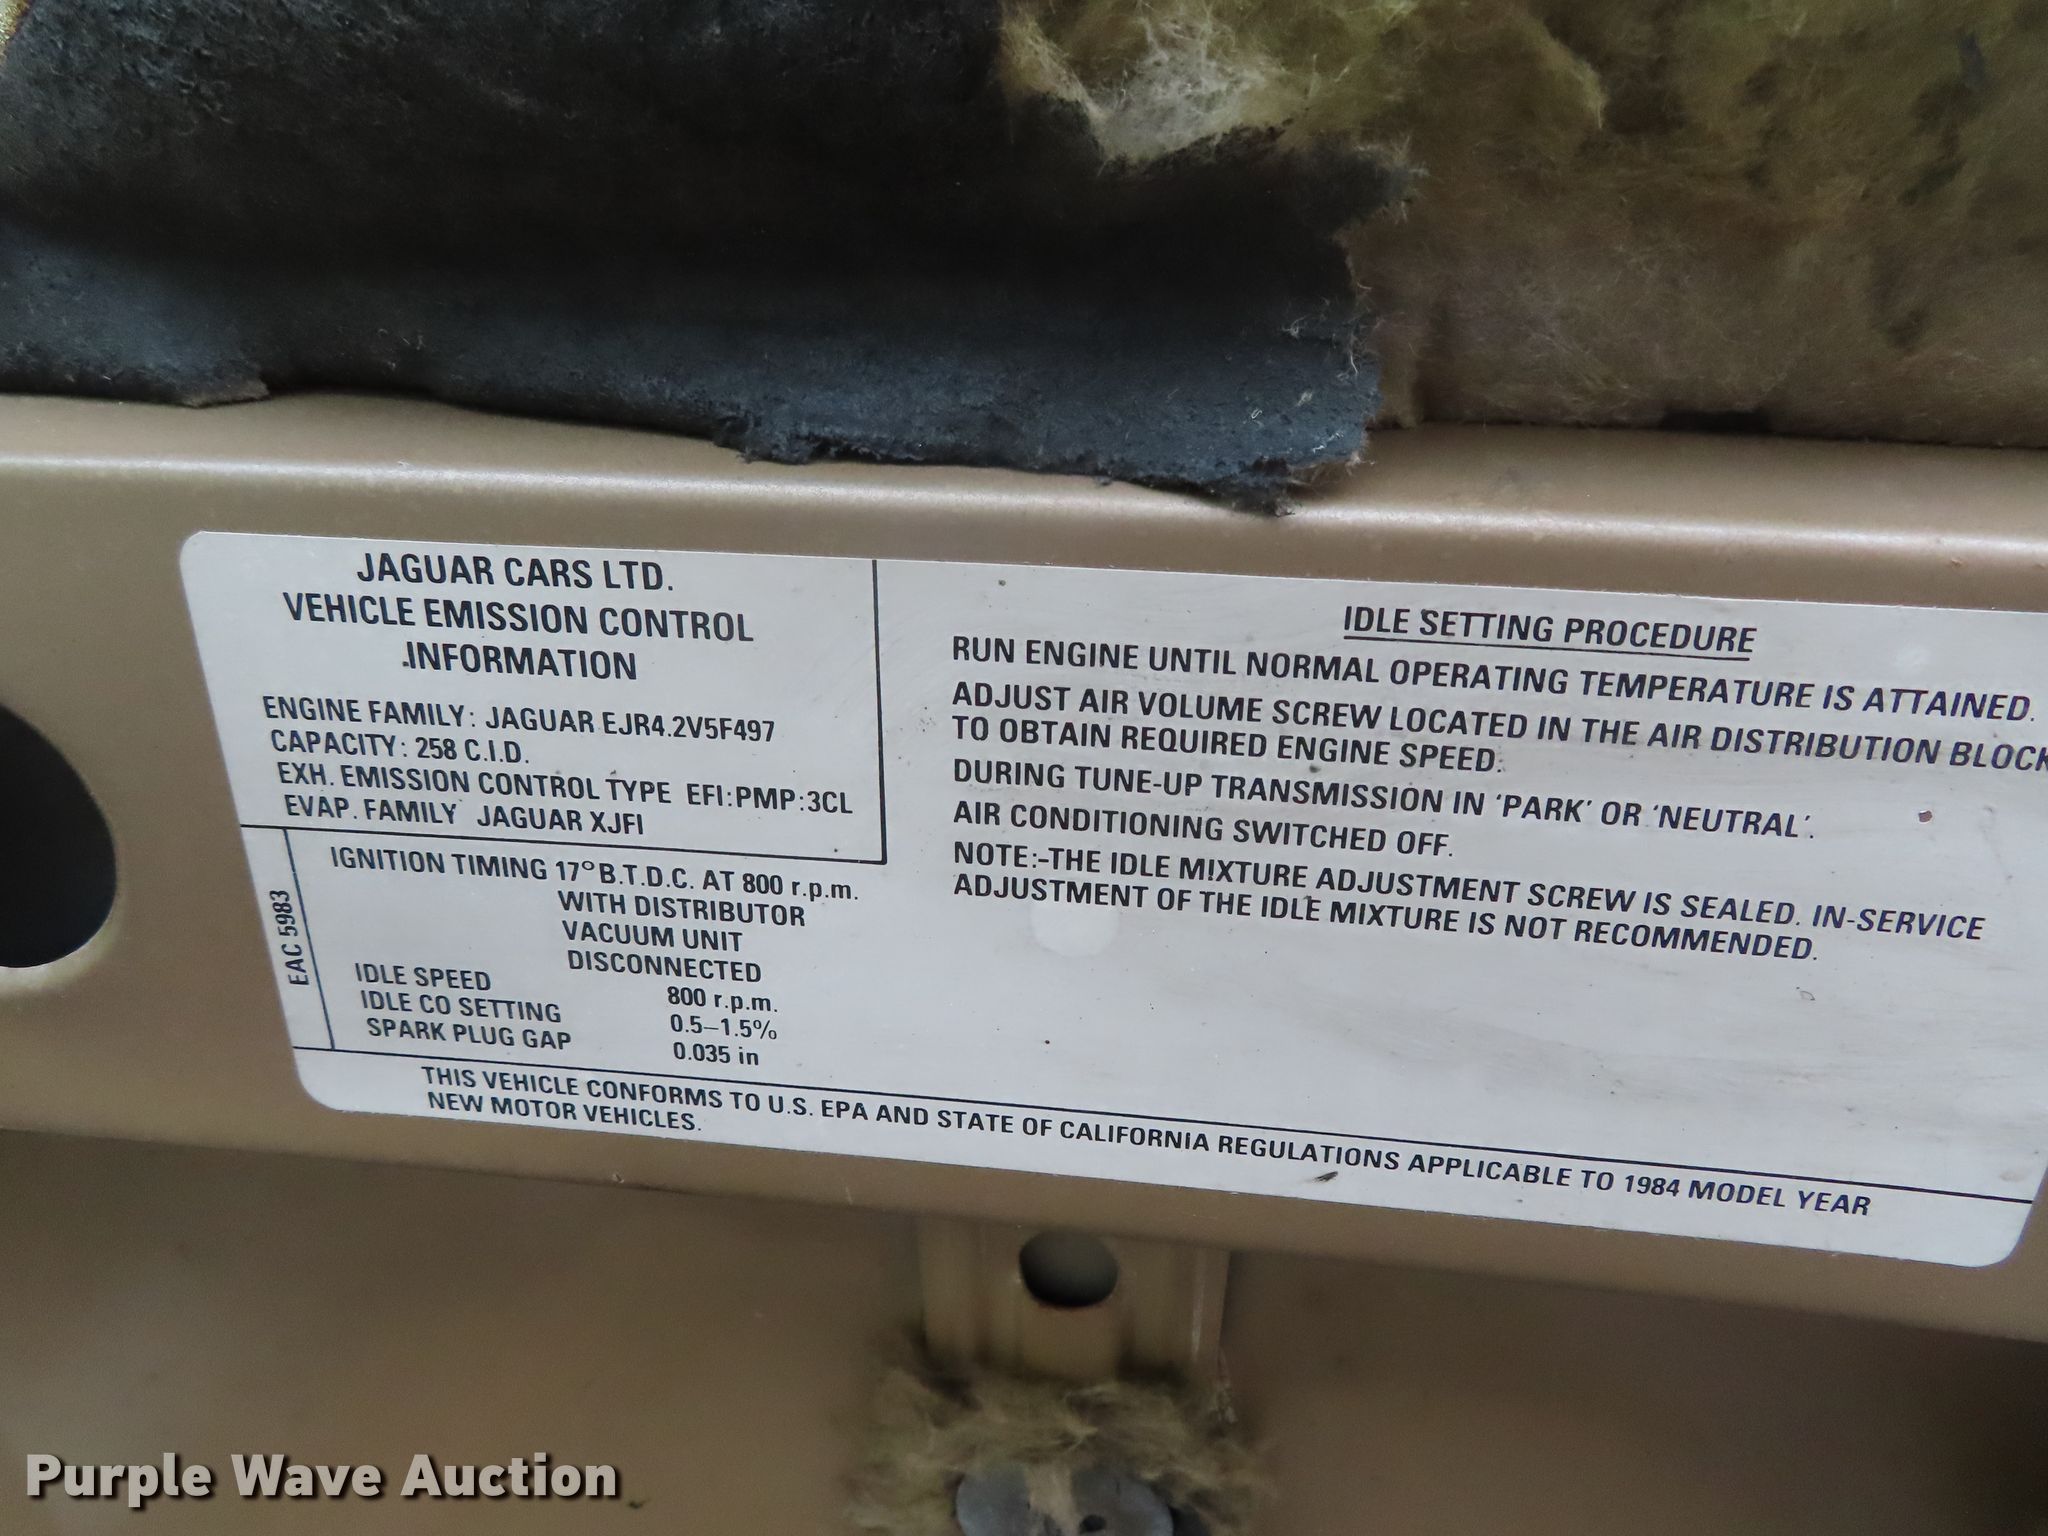 JAGUAR CARS LTD.
VEHICLE EMISSION CONTROL
INFORMATION
ENGINE FAMILY: JAGUAR EJR4.2V5F497
CAPACITY: 258 C.I.D.
EXH. EMISSION CONTROL TYPE EFI:PMP:3CL
EVAP. FAMILY JAGUAR XJFI
EAC 5983
IGNITION TIMING 17° B.T.D.C. AT 800 r.p.m.
WITH DISTRIBUTOR
VACUUM UNIT
DISCONNECTED
IDLE SPEED 800 r.p.m.
IDLE CO SETTING 0.5–1.5%
SPARK PLUG GAP 0.035 in
IDLE SETTING PROCEDURE
RUN ENGINE UNTIL NORMAL OPERATING TEMPERATURE IS ATTAINED.
ADJUST AIR VOLUME SCREW LOCATED IN THE AIR DISTRIBUTION BLOCK
TO OBTAIN REQUIRED ENGINE SPEED.
DURING TUNE-UP TRANSMISSION IN 'PARK' OR 'NEUTRAL'.
AIR CONDITIONING SWITCHED OFF.
NOTE:-THE IDLE MIXTURE ADJUSTMENT SCREW IS SEALED. IN-SERVICE
ADJUSTMENT OF THE IDLE MIXTURE IS NOT RECOMMENDED.
THIS VEHICLE CONFORMS TO U.S. EPA AND STATE OF CALIFORNIA REGULATIONS APPLICABLE TO 1984 MODEL YEAR
NEW MOTOR VEHICLES.
Purple Wave Auction